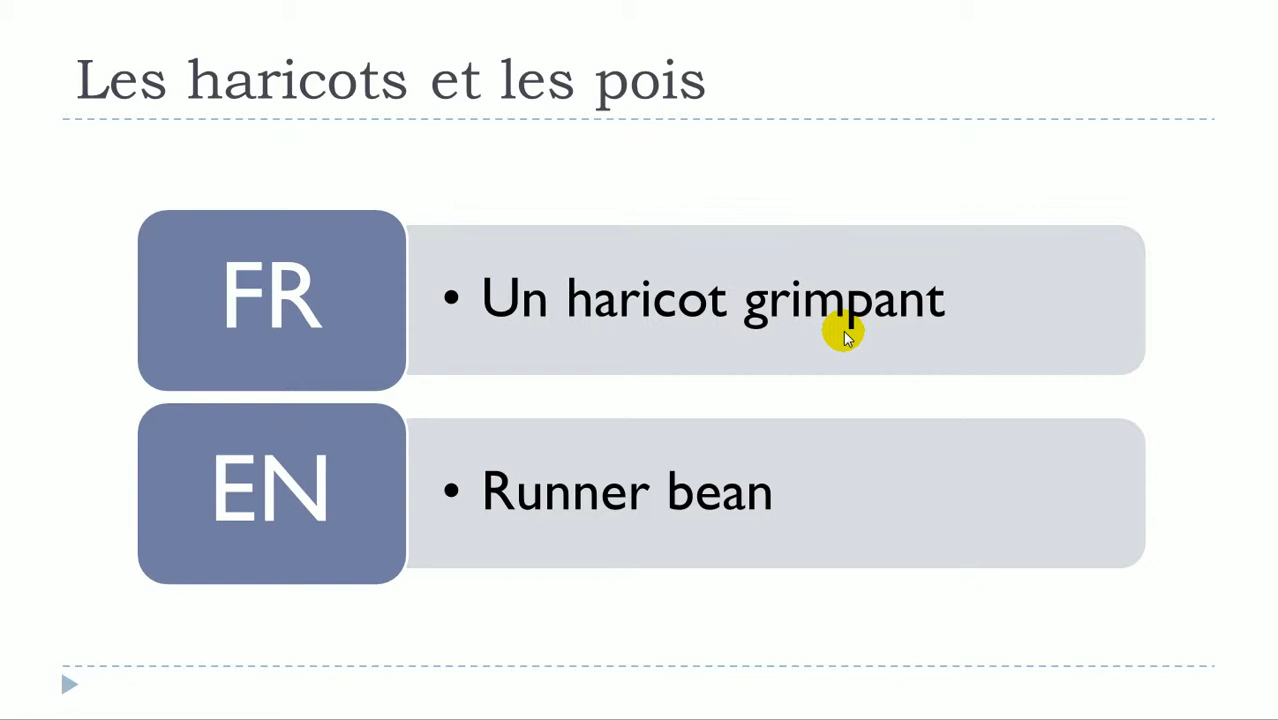 Les haricots et les pois
FR
• Un haricot grimpant
EN
• Runner bean